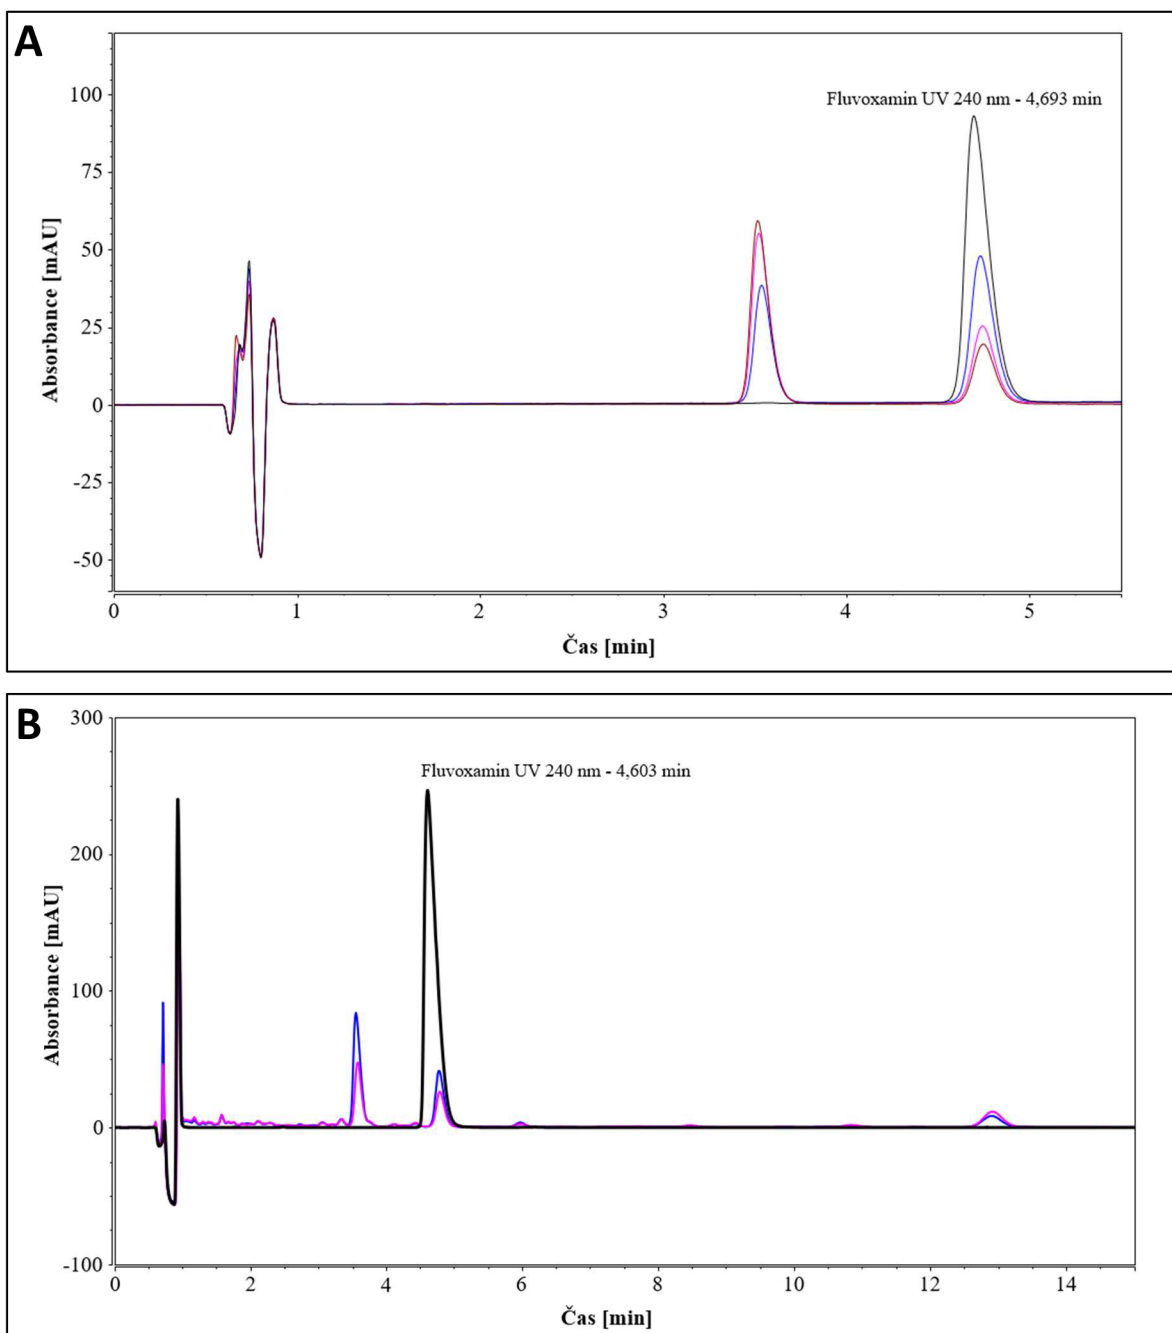 A
Fluvoxamin UV 240 nm - 4,693 min
100
75
50
25
0
-25
-50
Absorbance [mAU]
0 1 2 3 4 5
Čas [min]
B
300
Fluvoxamin UV 240 nm - 4,603 min
200
100
0
-100
Absorbance [mAU]
0 2 4 6 8 10 12 14
Čas [min]